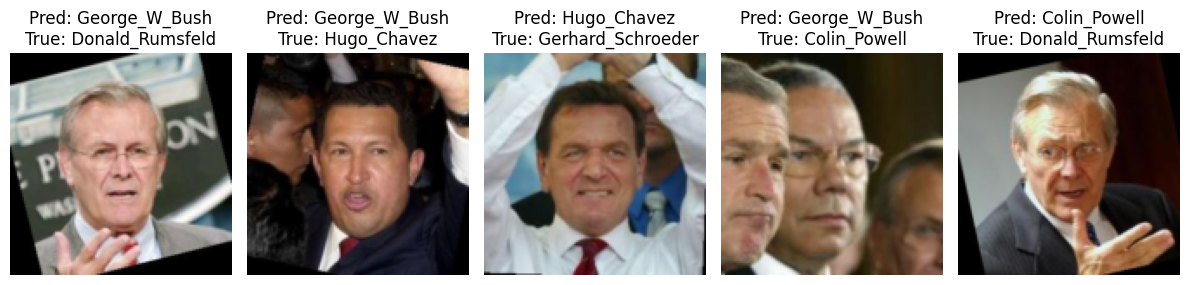 Pred: George_W_Bush
True: Donald_Rumsfeld
Pred: George_W_Bush
True: Hugo_Chavez
Pred: Hugo_Chavez
True: Gerhard_Schroeder
Pred: George_W_Bush
True: Colin_Powell
Pred: Colin_Powell
True: Donald_Rumsfeld